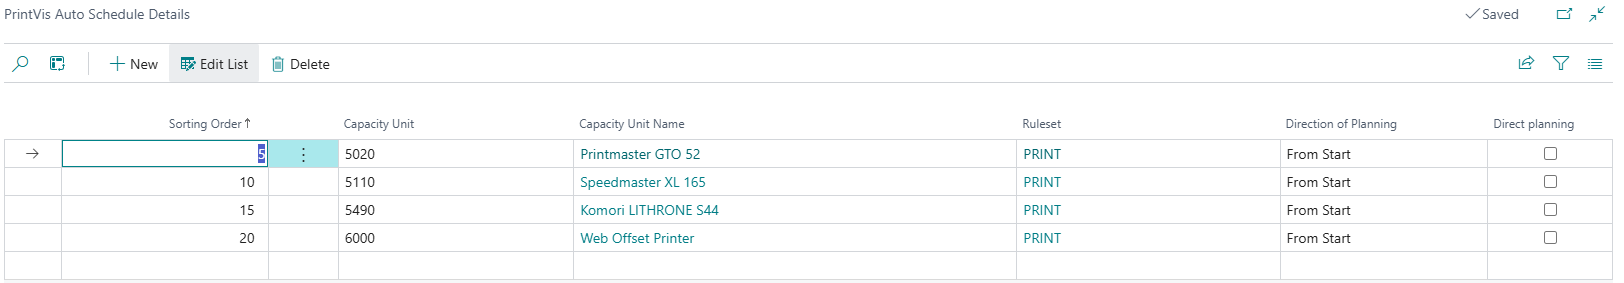 PrintVis Auto Schedule Details
Saved
New Edit List Delete
Sorting Order↑ Capacity Unit Capacity Unit Name Ruleset Direction of Planning Direct planning
5 5020 Printmaster GTO 52 PRINT From Start
10 5110 Speedmaster XL 165 PRINT From Start
15 5490 Komori LITHRONE S44 PRINT From Start
20 6000 Web Offset Printer PRINT From Start